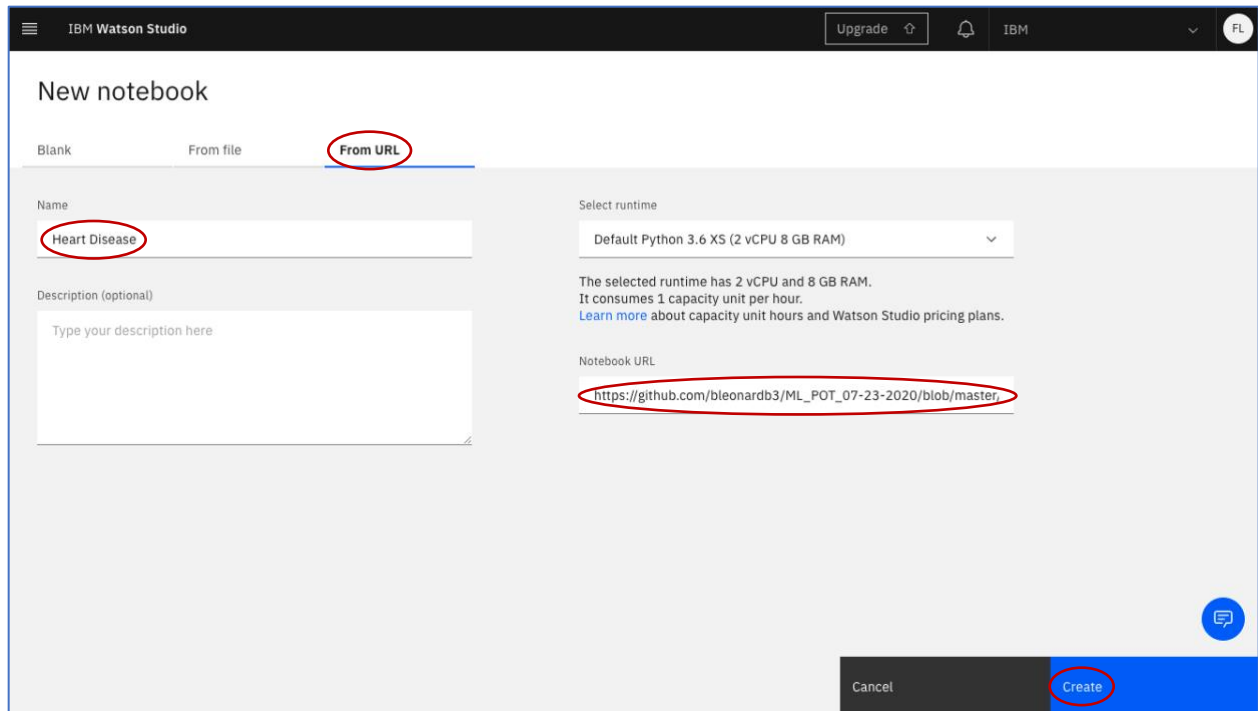 IBM Watson Studio
Upgrade
IBM
FL
New notebook
Blank
From file
From URL
Name
Heart Disease
Description (optional)
Type your description here
Select runtime
Default Python 3.6 XS (2 vCPU 8 GB RAM)
The selected runtime has 2 vCPU and 8 GB RAM.
It consumes 1 capacity unit per hour.
Learn more about capacity unit hours and Watson Studio pricing plans.
Notebook URL
https://github.com/bleonardb3/ML_POT_07-23-2020/blob/master/
Cancel
Create